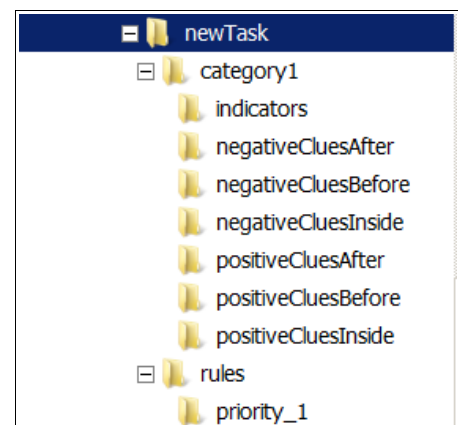 newTask
category1
indicators
negativeCluesAfter
negativeCluesBefore
negativeCluesInside
positiveCluesAfter
positiveCluesBefore
positiveCluesInside
rules
priority_1